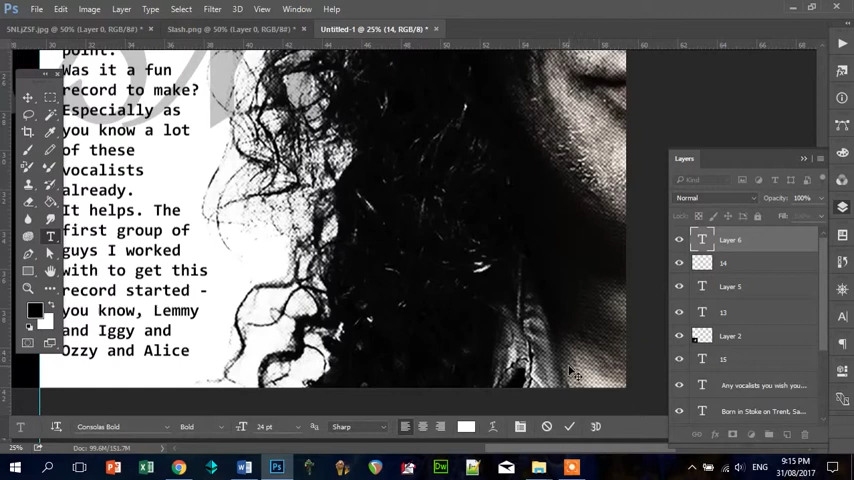 Ps File Edit Image Layer Type Select Filter 3D View Window Help
SNLjZSF.jpg @ 50% (Layer 0, RGB/8#) * × Slash.png @ 50% (Layer 0, RGB/8#) * × Untitled-1 @ 25% (14, RGB/8) * ×
point.
Was it a fun
record to make?
Especially as
you know a lot
of these
vocalists
already.
It helps. The
first group of
guys I worked
with to get this
record started -
you know, Lemmy
and Iggy and
Ozzy and Alice
Layers
Kind
Normal Opacity: 100%
Lock: Fill: 100%
Layer 6
14
Layer 5
13
Layer 2
15
Any vocalists you wish you...
Born in Stoke on Trent, Sa...
Consolas Bold Bold 24 pt Sharp 3D
25% Doc: 99.6M/151.7M
ENG 9:15 PM
31/08/2017